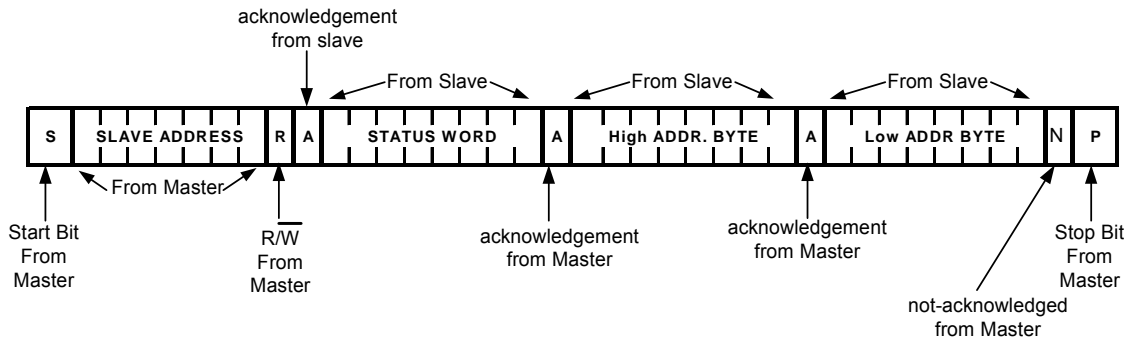 acknowledgement
from slave
From Slave
From Slave
From Slave
S
SLAVE ADDRESS
R
A
STATUS WORD
A
High ADDR. BYTE
A
Low ADDR BYTE
N
P
From Master
Start Bit
From
Master
R/W̅
From
Master
acknowledgement
from Master
acknowledgement
from Master
Stop Bit
From
Master
not-acknowledged
from Master